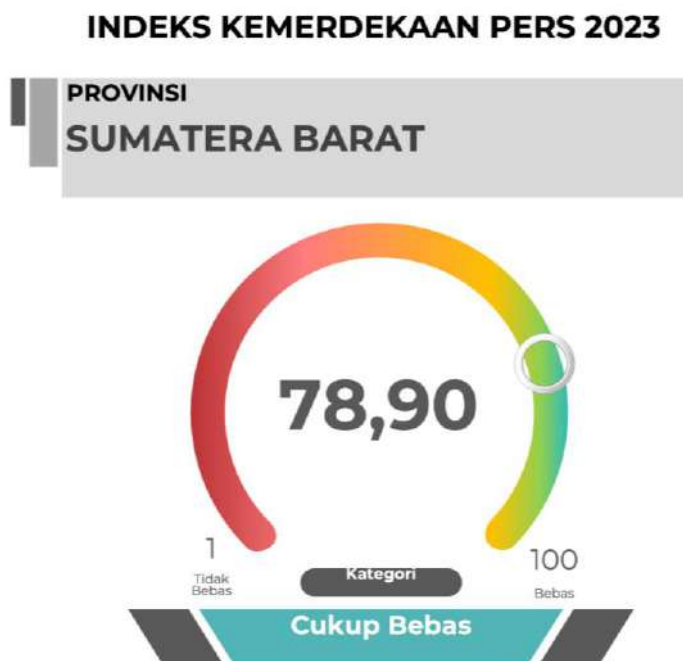 INDEKS KEMERDEKAAN PERS 2023
PROVINSI
SUMATERA BARAT
78,90
1
Tidak
Bebas
100
Bebas
Kategori
Cukup Bebas